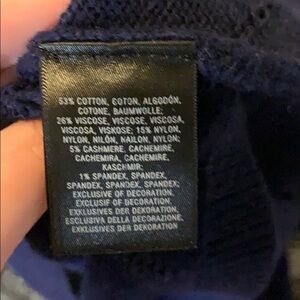 53% COTTON, COTON, ALGODÓN,
COTONE, BAUMWOLLE;
26% VISCOSE, VISCOSE, VISCOSA,
VISCOSA, VISKOSE; 15% NYLON,
NYLON, NILÓN, NAILON, NYLON;
5% CASHMERE, CACHEMIRE,
CACHEMIRA, CACHEMIRA,
KASCHMIR;
1% SPANDEX, SPANDEX,
SPANDEX, SPANDEX, SPANDEX;
EXCLUSIVE OF DECORATION,
EXCLUSIF OF DECORATION,
EXKLUSIVES DER DEKORATION,
ESCLUSIVA DELLA DECORAZIONE,
EXKLUSIVES DER DEKORATION